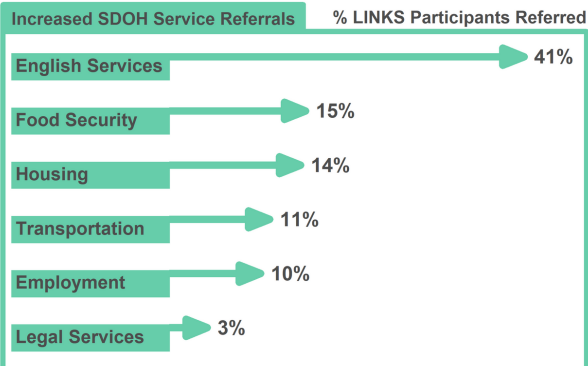 Increased SDOH Service Referrals % LINKS Participants Referred
English Services 41%
Food Security 15%
Housing 14%
Transportation 11%
Employment 10%
Legal Services 3%